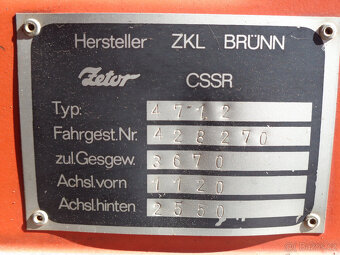 Hersteller ZKL BRÜNN
Zetor CSSR
Typ: 4712
Fahrgest.Nr. 428270
zul.Gesgew. 3670
Achsl.vorn 1120
Achsl.hinten 2550